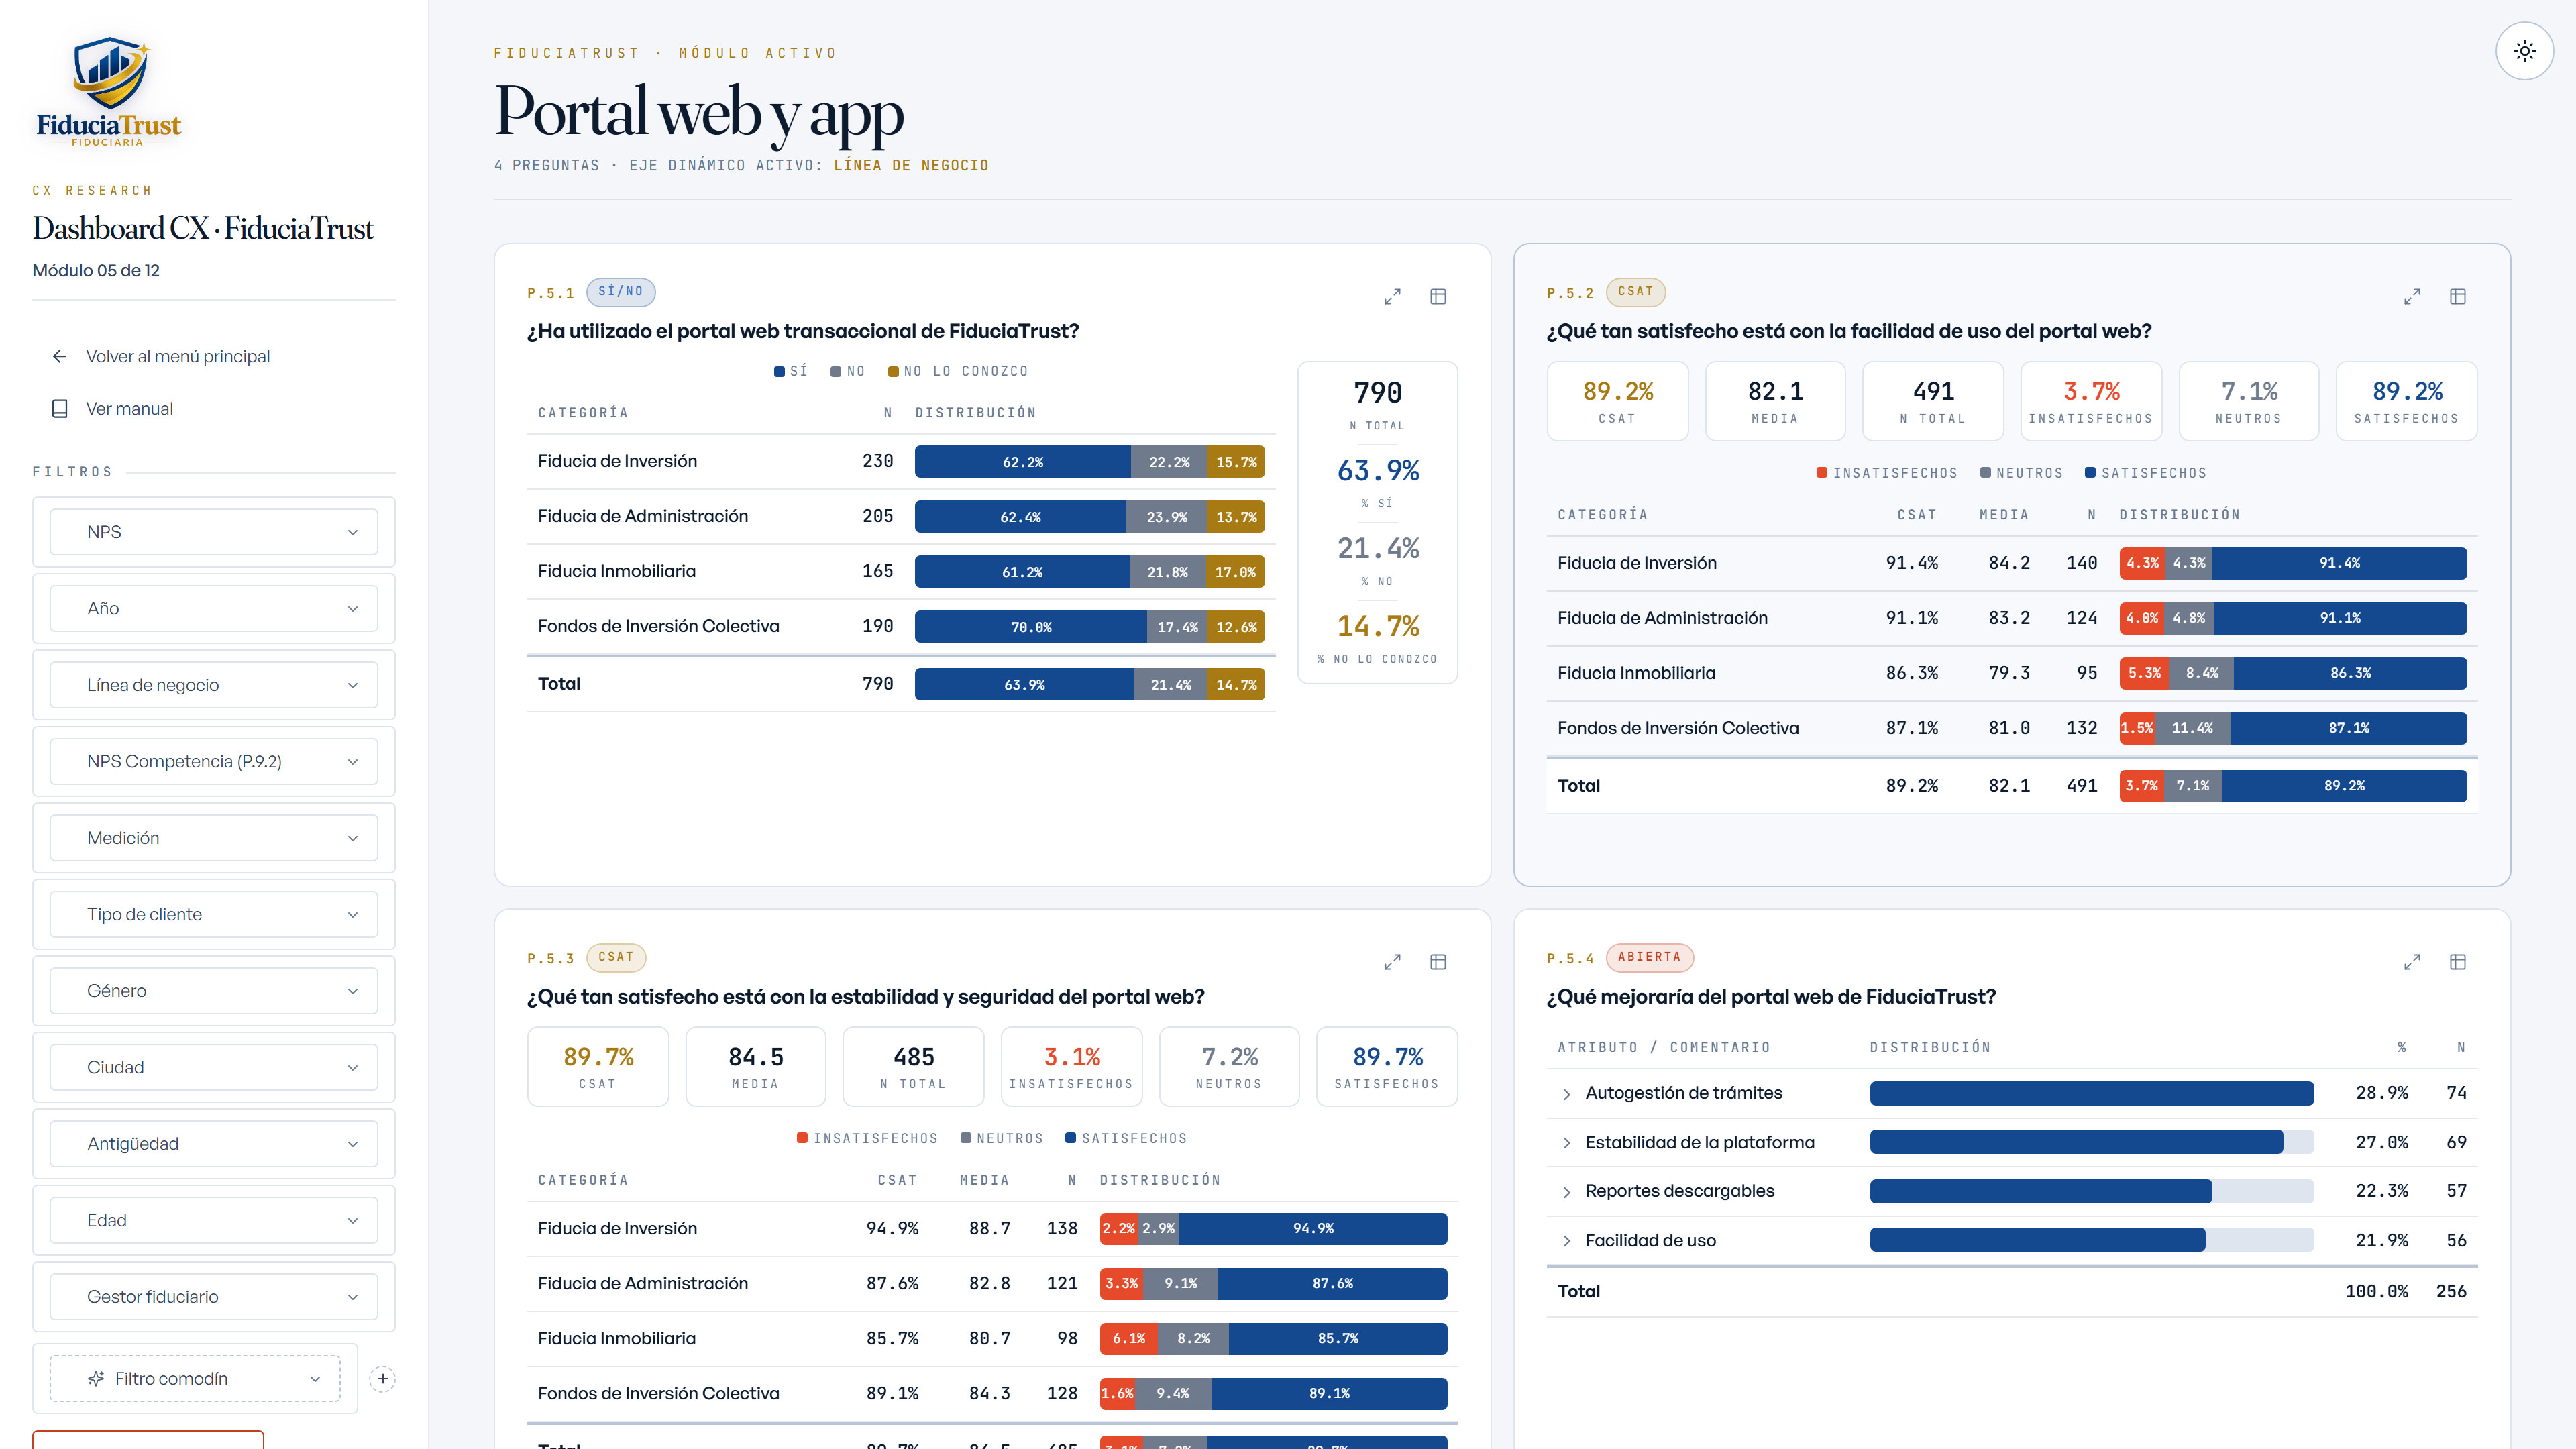 FiduciaTrust
FIDUCIARIA
CX RESEARCH
Dashboard CX · FiduciaTrust
Módulo 05 de 12
Volver al menú principal
Ver manual
FILTROS
NPS
Año
Línea de negocio
NPS Competencia (P.9.2)
Medición
Tipo de cliente
Género
Ciudad
Antigüedad
Edad
Gestor fiduciario
Filtro comodín
FIDUCIATRUST · MÓDULO ACTIVO
Portal web y app
4 PREGUNTAS · EJE DINÁMICO ACTIVO: LÍNEA DE NEGOCIO
P.5.1 SÍ/NO
¿Ha utilizado el portal web transaccional de FiduciaTrust?
SÍ NO NO LO CONOZCO
CATEGORÍA N DISTRIBUCIÓN
Fiducia de Inversión 230 62.2% 22.2% 15.7%
Fiducia de Administración 205 62.4% 23.9% 13.7%
Fiducia Inmobiliaria 165 61.2% 21.8% 17.0%
Fondos de Inversión Colectiva 190 70.0% 17.4% 12.6%
Total 790 63.9% 21.4% 14.7%
790
N TOTAL
63.9%
% SÍ
21.4%
% NO
14.7%
% NO LO CONOZCO
P.5.2 CSAT
¿Qué tan satisfecho está con la facilidad de uso del portal web?
89.2% 82.1 491 3.7% 7.1% 89.2%
CSAT MEDIA N TOTAL INSATISFECHOS NEUTROS SATISFECHOS
INSATISFECHOS NEUTROS SATISFECHOS
CATEGORÍA CSAT MEDIA N DISTRIBUCIÓN
Fiducia de Inversión 91.4% 84.2 140 4.3% 4.3% 91.4%
Fiducia de Administración 91.1% 83.2 124 4.0% 4.8% 91.1%
Fiducia Inmobiliaria 86.3% 79.3 95 5.3% 8.4% 86.3%
Fondos de Inversión Colectiva 87.1% 81.0 132 1.5% 11.4% 87.1%
Total 89.2% 82.1 491 3.7% 7.1% 89.2%
P.5.3 CSAT
¿Qué tan satisfecho está con la estabilidad y seguridad del portal web?
89.7% 84.5 485 3.1% 7.2% 89.7%
CSAT MEDIA N TOTAL INSATISFECHOS NEUTROS SATISFECHOS
INSATISFECHOS NEUTROS SATISFECHOS
CATEGORÍA CSAT MEDIA N DISTRIBUCIÓN
Fiducia de Inversión 94.9% 88.7 138 2.2% 2.9% 94.9%
Fiducia de Administración 87.6% 82.8 121 3.3% 9.1% 87.6%
Fiducia Inmobiliaria 85.7% 80.7 98 6.1% 8.2% 85.7%
Fondos de Inversión Colectiva 89.1% 84.3 128 1.6% 9.4% 89.1%
P.5.4 ABIERTA
¿Qué mejoraría del portal web de FiduciaTrust?
ATRIBUTO / COMENTARIO DISTRIBUCIÓN % N
Autogestión de trámites 28.9% 74
Estabilidad de la plataforma 27.0% 69
Reportes descargables 22.3% 57
Facilidad de uso 21.9% 56
Total 100.0% 256